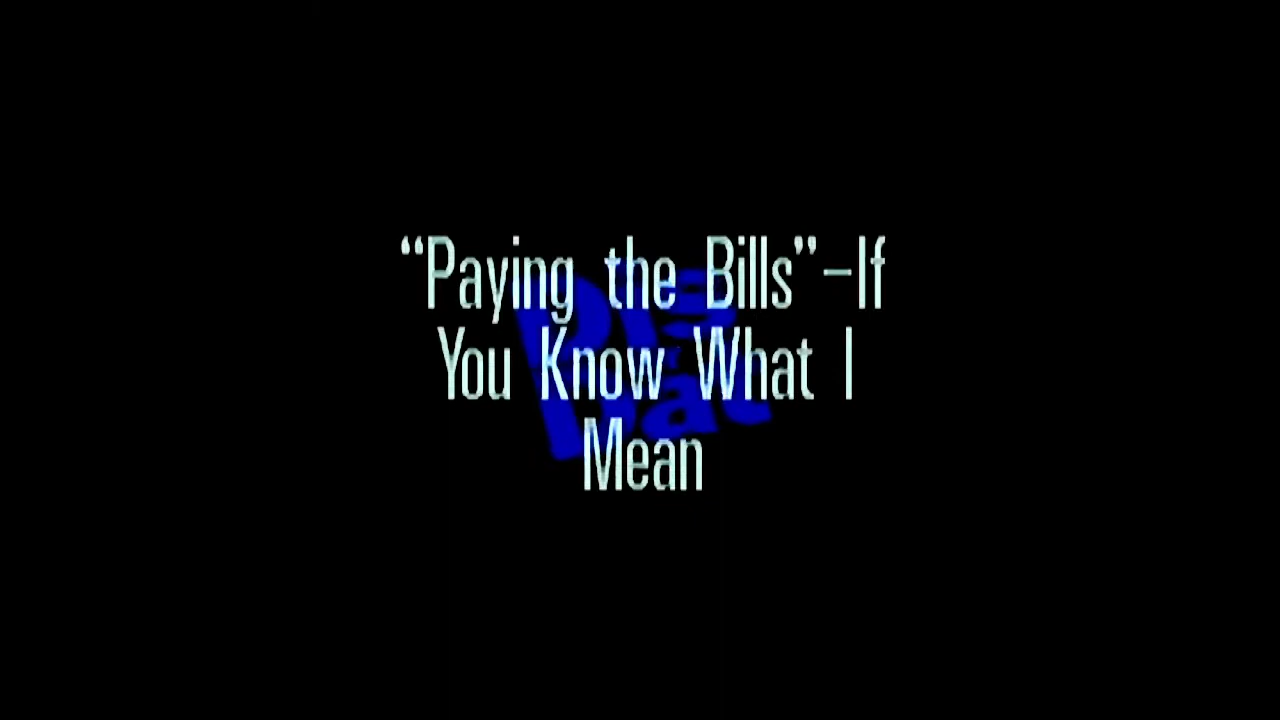 “Paying the Bills”–If
You Know What I
Mean